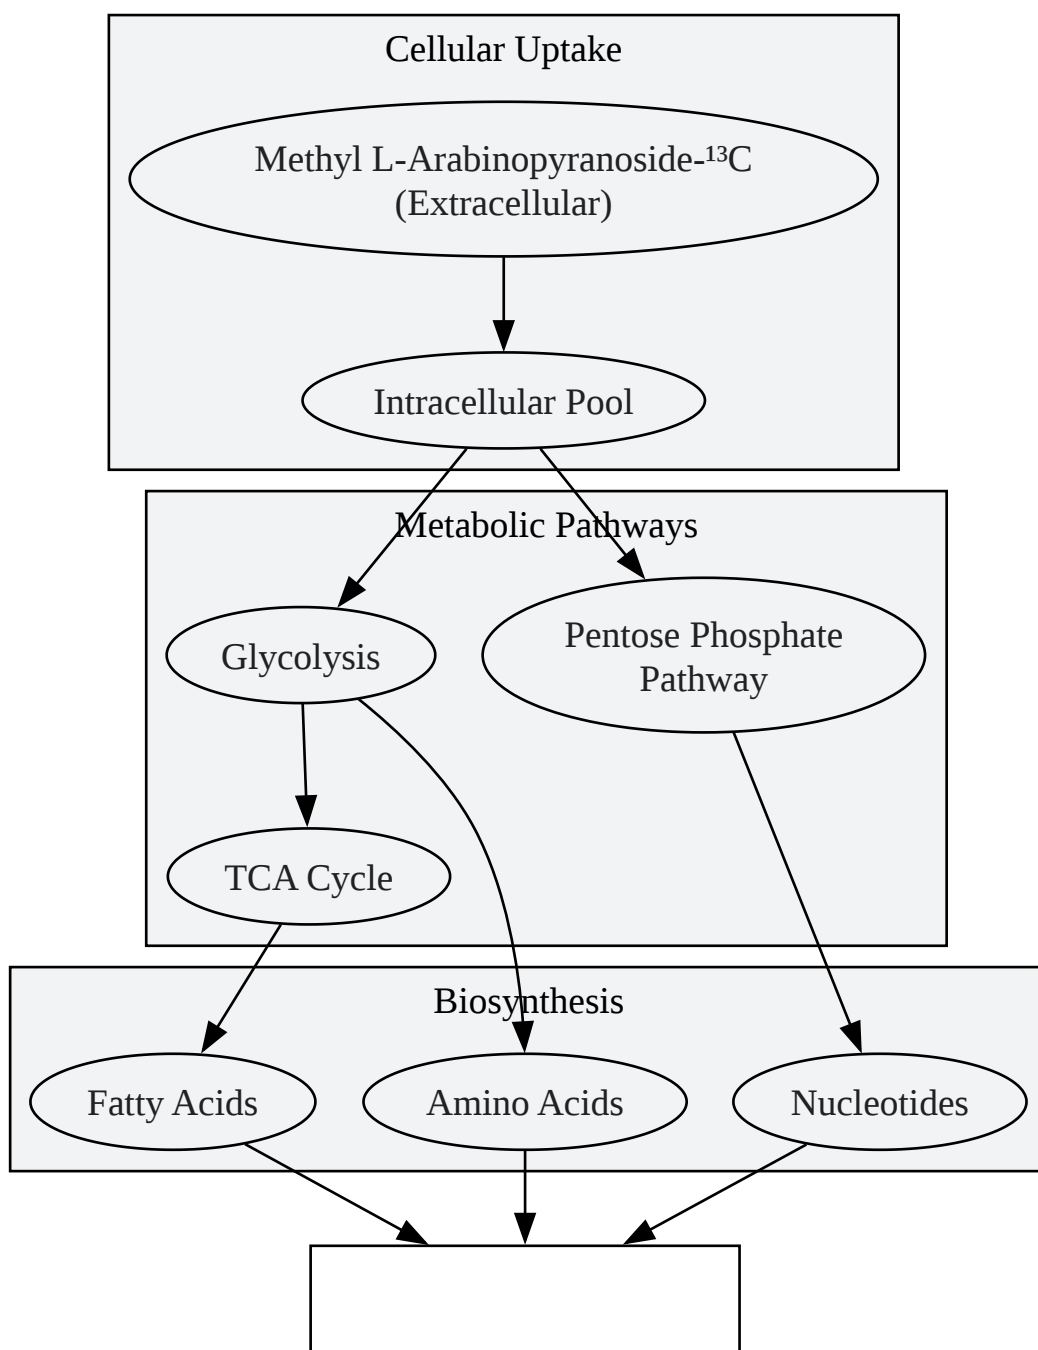 Cellular Uptake
Methyl L-Arabinopyranoside-¹³C
(Extracellular)
Intracellular Pool
Metabolic Pathways
Glycolysis
Pentose Phosphate
Pathway
TCA Cycle
Biosynthesis
Fatty Acids
Amino Acids
Nucleotides